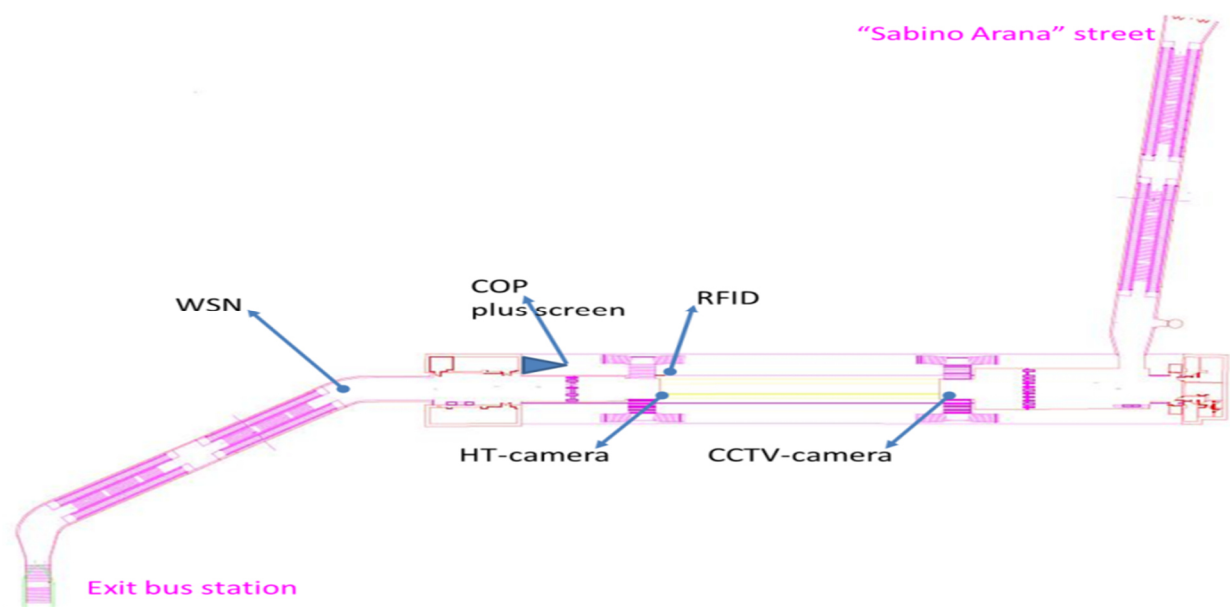 “Sabino Arana” street
COP
plus screen
WSN
RFID
HT-camera
CCTV-camera
Exit bus station